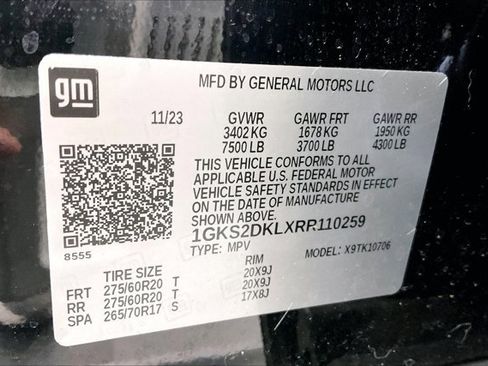 gm
MFD BY GENERAL MOTORS LLC
11/23 GVWR GAWR FRT GAWR RR
3402 KG 1678 KG 1950 KG
7500 LB 3700 LB 4300 LB
THIS VEHICLE CONFORMS TO ALL
APPLICABLE U.S. FEDERAL MOTOR
VEHICLE SAFETY STANDARDS IN EFFECT
ON THE DATE OF MANUFACTURE
SHOWN ABOVE.
1GKS2DKLXRR110259
8555 TYPE: MPV MODEL: X9TK10706
TIRE SIZE RIM
FRT 275/60R20 T 20X9J
RR 275/60R20 T 20X9J
SPA 265/70R17 S 17X8J